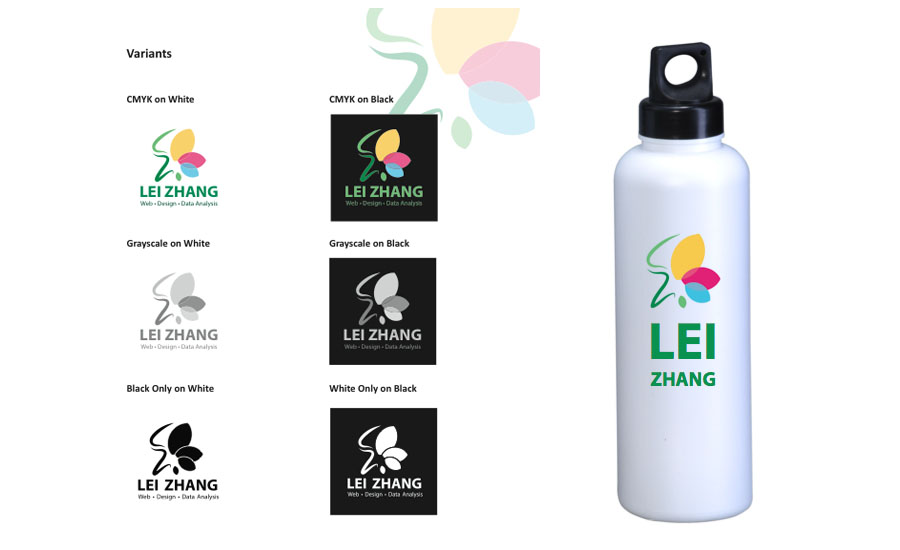 Variants
CMYK on White
CMYK on Black
LEI ZHANG
Web • Design • Data Analysis
LEI ZHANG
Web • Design • Data Analysis
Grayscale on White
Grayscale on Black
LEI ZHANG
Web • Design • Data Analysis
LEI ZHANG
Web • Design • Data Analysis
Black Only on White
White Only on Black
LEI ZHANG
Web • Design • Data Analysis
LEI ZHANG
Web • Design • Data Analysis
LEI
ZHANG